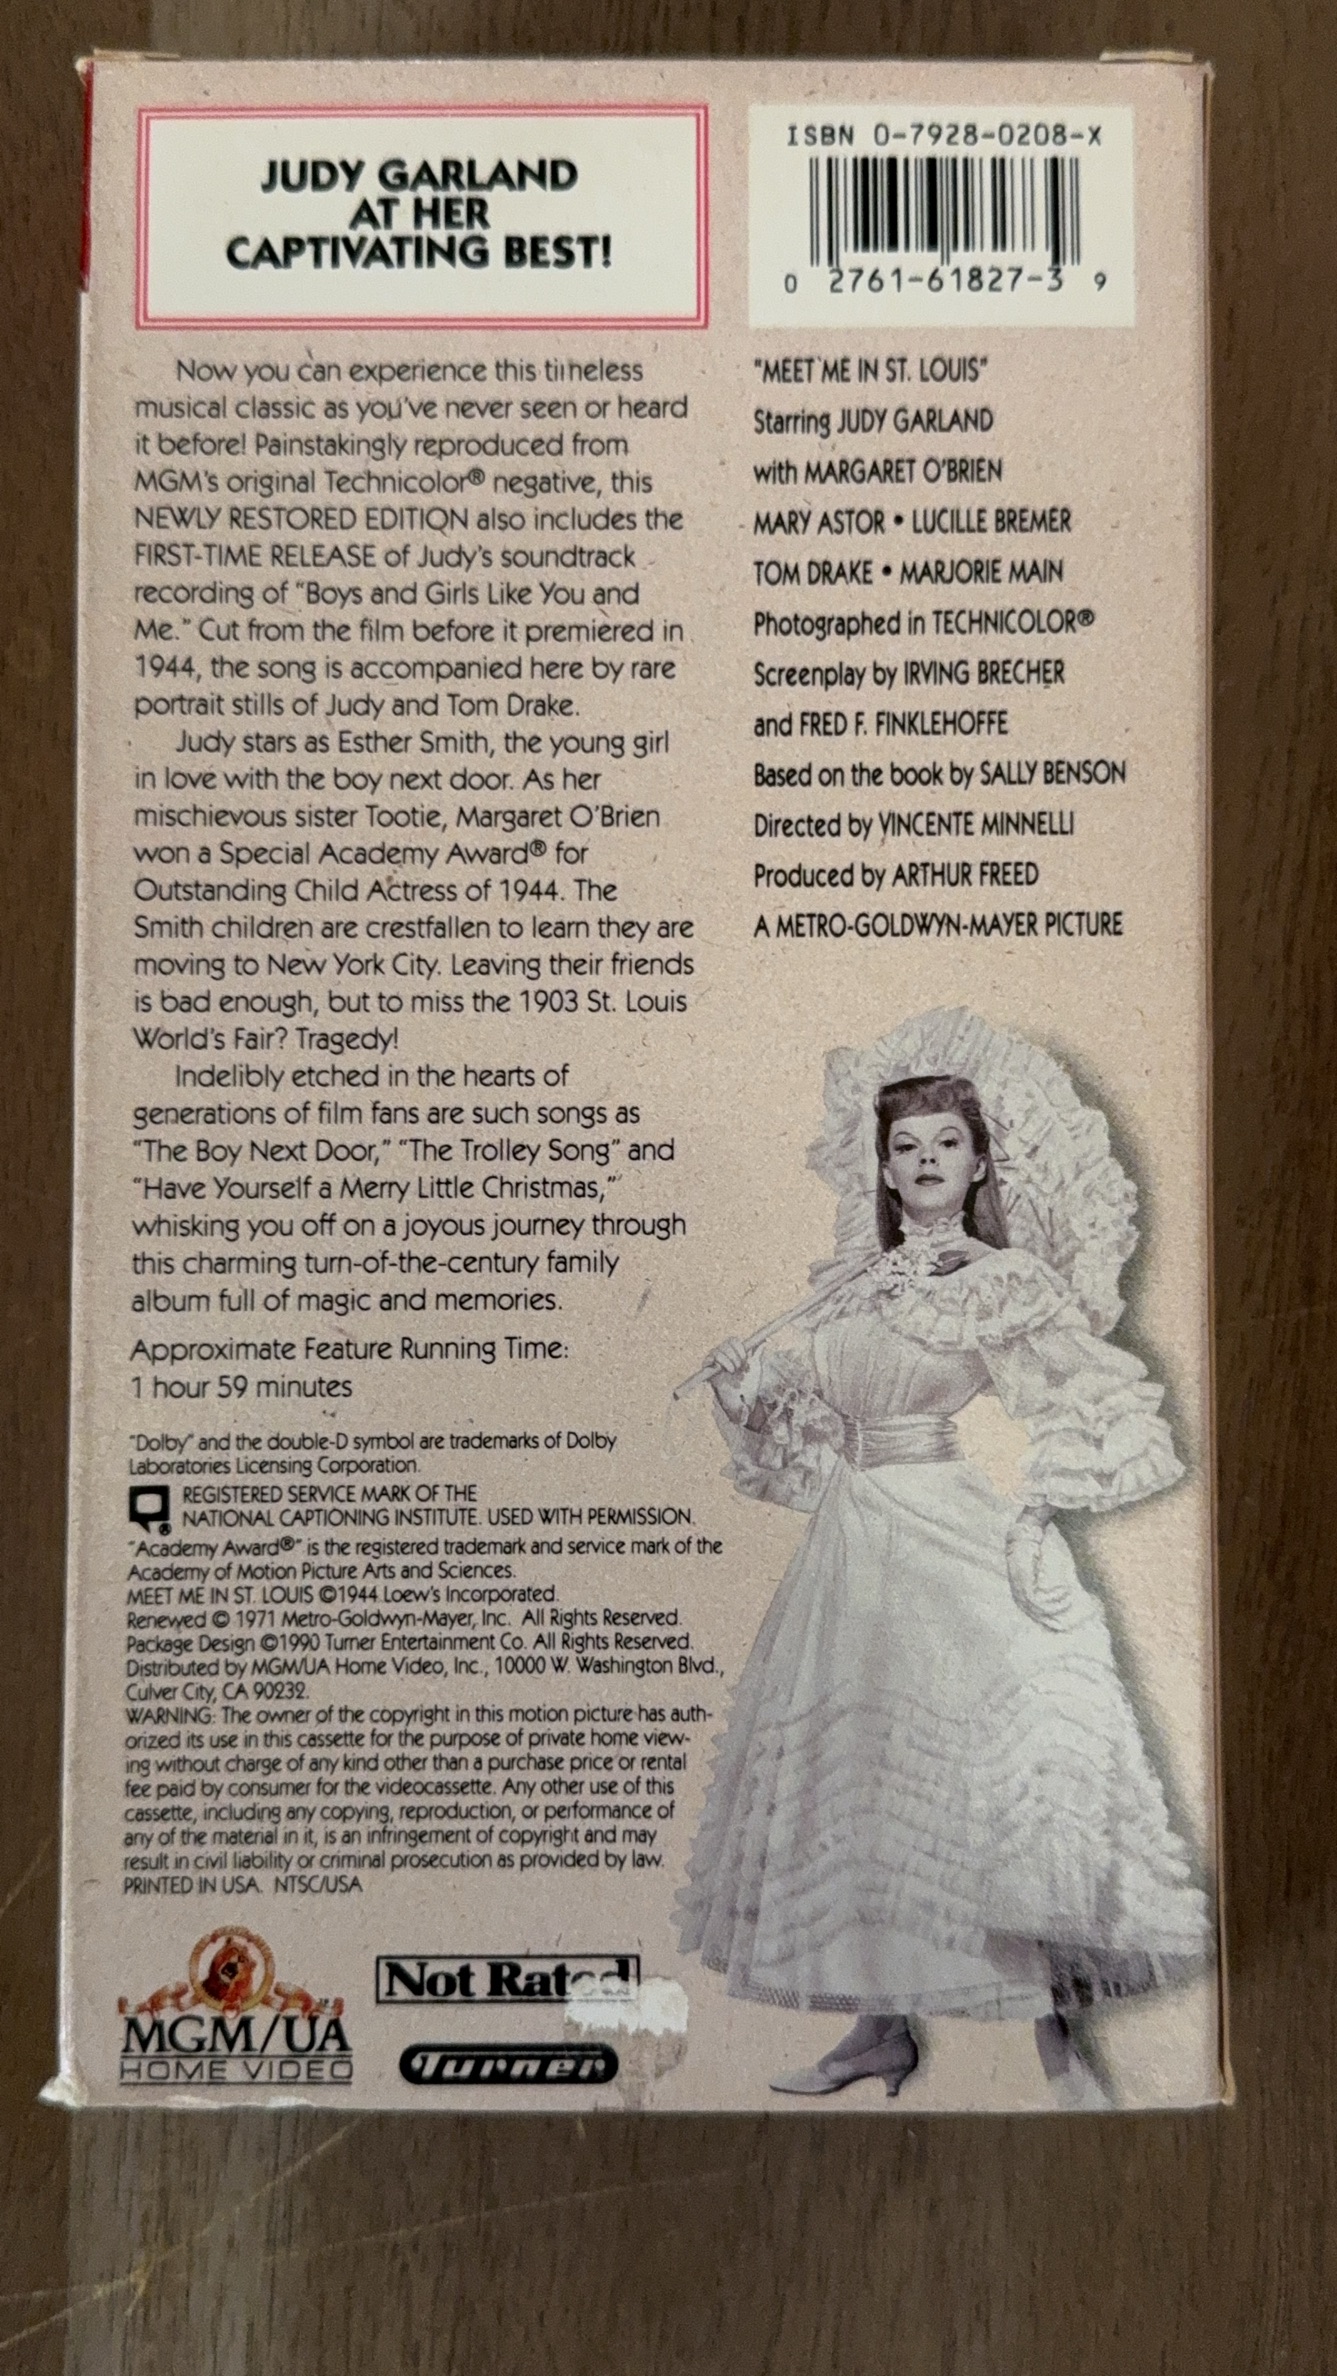 JUDY GARLAND
AT HER
CAPTIVATING BEST!
ISBN 0-7928-0208-X
0 2761-61827-3 9
Now you can experience this timeless
musical classic as you've never seen or heard
it before! Painstakingly reproduced from
MGM's original Technicolor® negative, this
NEWLY RESTORED EDITION also includes the
FIRST-TIME RELEASE of Judy's soundtrack
recording of "Boys and Girls Like You and
Me." Cut from the film before it premiered in
1944, the song is accompanied here by rare
portrait stills of Judy and Tom Drake.
Judy stars as Esther Smith, the young girl
in love with the boy next door. As her
mischievous sister Tootie, Margaret O'Brien
won a Special Academy Award® for
Outstanding Child Actress of 1944. The
Smith children are crestfallen to learn they are
moving to New York City. Leaving their friends
is bad enough, but to miss the 1903 St. Louis
World's Fair? Tragedy!
Indelibly etched in the hearts of
generations of film fans are such songs as
"The Boy Next Door," "The Trolley Song" and
"Have Yourself a Merry Little Christmas,"
whisking you off on a joyous journey through
this charming turn-of-the-century family
album full of magic and memories.
Approximate Feature Running Time:
1 hour 59 minutes
"Dolby" and the double-D symbol are trademarks of Dolby
Laboratories Licensing Corporation.
REGISTERED SERVICE MARK OF THE
NATIONAL CAPTIONING INSTITUTE. USED WITH PERMISSION.
"Academy Award®" is the registered trademark and service mark of the
Academy of Motion Picture Arts and Sciences.
MEET ME IN ST. LOUIS ©1944 Loew's Incorporated.
Renewed © 1971 Metro-Goldwyn-Mayer, Inc. All Rights Reserved.
Package Design ©1990 Turner Entertainment Co. All Rights Reserved.
Distributed by MGM/UA Home Video, Inc., 10000 W. Washington Blvd.,
Culver City, CA 90232.
WARNING: The owner of the copyright in this motion picture has auth-
orized its use in this cassette for the purpose of private home view-
ing without charge of any kind other than a purchase price or rental
fee paid by consumer for the videocassette. Any other use of this
cassette, including any copying, reproduction, or performance of
any of the material in it, is an infringement of copyright and may
result in civil liability or criminal prosecution as provided by law.
PRINTED IN USA. NTSC/USA
"MEET ME IN ST. LOUIS"
Starring JUDY GARLAND
with MARGARET O'BRIEN
MARY ASTOR • LUCILLE BREMER
TOM DRAKE • MARJORIE MAIN
Photographed in TECHNICOLOR®
Screenplay by IRVING BRECHER
and FRED F. FINKLEHOFFE
Based on the book by SALLY BENSON
Directed by VINCENTE MINNELLI
Produced by ARTHUR FREED
A METRO-GOLDWYN-MAYER PICTURE
MGM/UA
HOME VIDEO
Not Rated
Turner